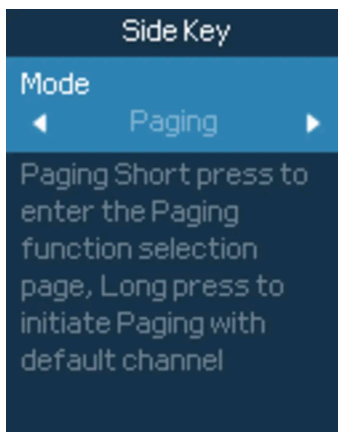 Side Key
Mode
Paging
Paging Short press to
enter the Paging
function selection
page, Long press to
initiate Paging with
default channel